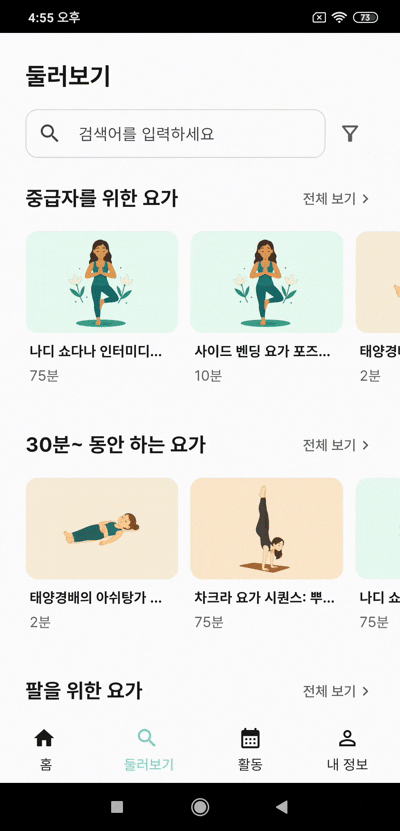 4:55 오후
73
둘러보기
검색어를 입력하세요
중급자를 위한 요가
전체 보기
나디 쇼다나 인터미디...
75분
사이드 벤딩 요가 포즈...
10분
태양경
2분
30분~ 동안 하는 요가
전체 보기
태양경배의 아쉬탕가 ...
2분
차크라 요가 시퀀스: 뿌...
75분
나디 쇼
75분
팔을 위한 요가
전체 보기
홈
둘러보기
활동
내 정보